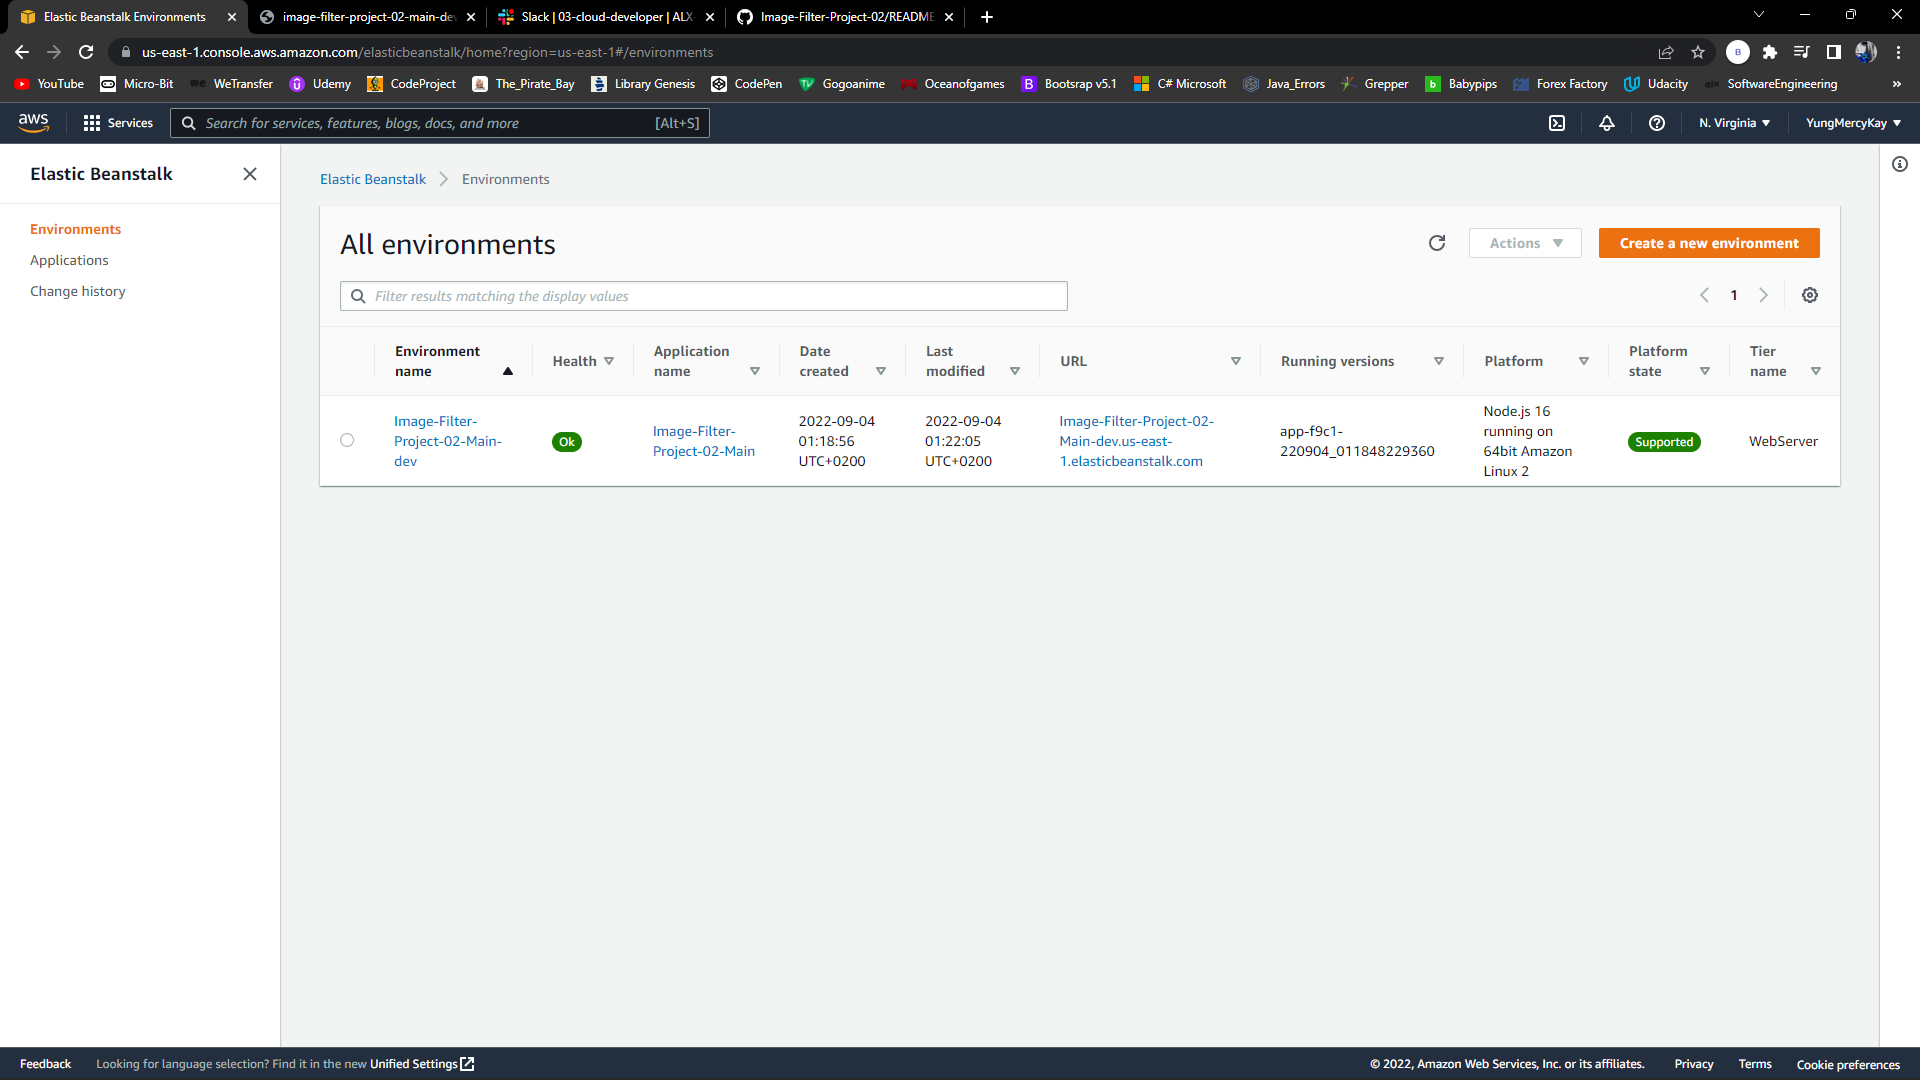 Elastic Beanstalk Environments
image-filter-project-02-main-dev
Slack | 03-cloud-developer | ALX
Image-Filter-Project-02/README
us-east-1.console.aws.amazon.com/elasticbeanstalk/home?region=us-east-1#/environments
B
YouTube Micro-Bit WeTransfer Udemy CodeProject The_Pirate_Bay Library Genesis CodePen Gogoanime Oceanofgames Bootsrap v5.1 C# Microsoft Java_Errors Grepper Babypips Forex Factory Udacity SoftwareEngineering »
aws Services Search for services, features, blogs, docs, and more [Alt+S] N. Virginia YungMercyKay
Elastic Beanstalk
Environments
Applications
Change history
Elastic Beanstalk Environments
All environments
Actions Create a new environment
Filter results matching the display values
1
Environment name
Health
Application name
Date created
Last modified
URL
Running versions
Platform
Platform state
Tier name
Image-Filter-
Project-02-Main-
dev
Ok
Image-Filter-
Project-02-Main
2022-09-04
01:18:56
UTC+0200
2022-09-04
01:22:05
UTC+0200
Image-Filter-Project-02-
Main-dev.us-east-
1.elasticbeanstalk.com
app-f9c1-
220904_011848229360
Node.js 16
running on
64bit Amazon
Linux 2
Supported
WebServer
Feedback Looking for language selection? Find it in the new Unified Settings © 2022, Amazon Web Services, Inc. or its affiliates. Privacy Terms Cookie preferences